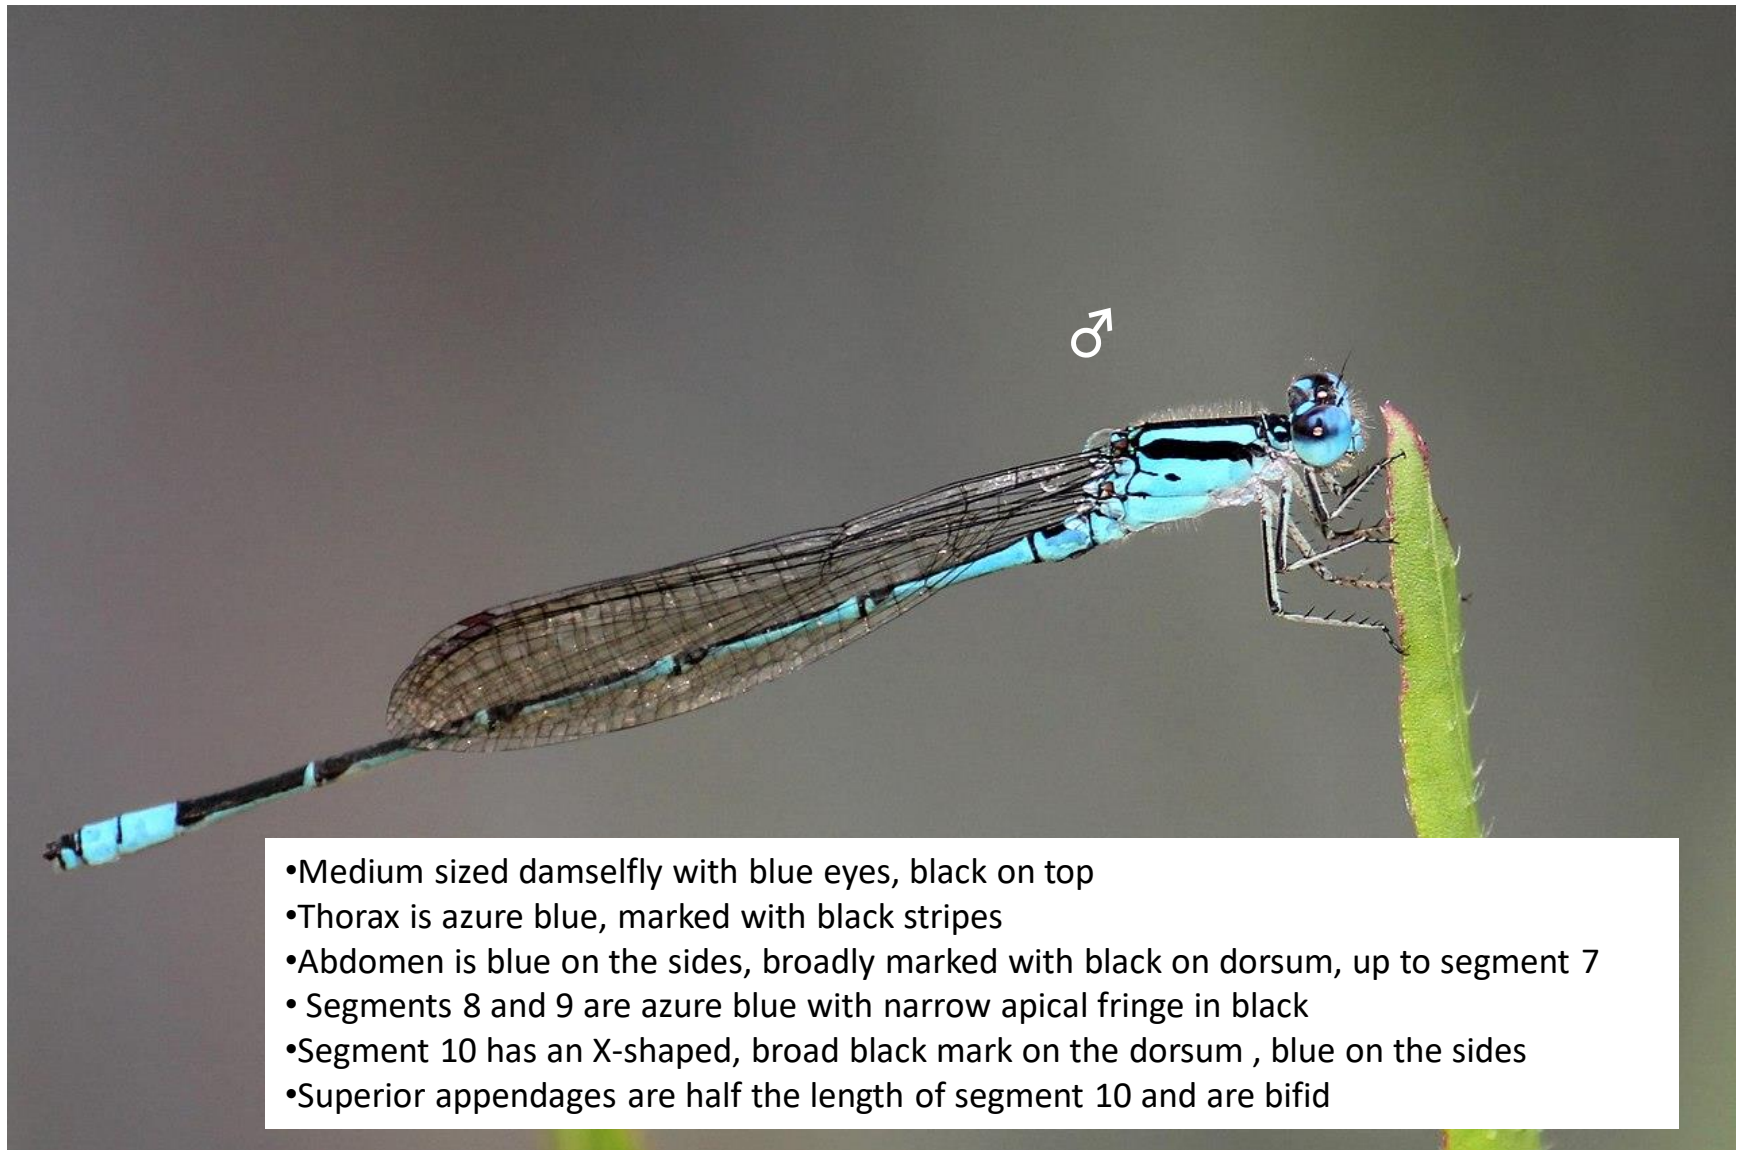 ♂
•Medium sized damselfly with blue eyes, black on top
•Thorax is azure blue, marked with black stripes
•Abdomen is blue on the sides, broadly marked with black on dorsum, up to segment 7
• Segments 8 and 9 are azure blue with narrow apical fringe in black
•Segment 10 has an X-shaped, broad black mark on the dorsum , blue on the sides
•Superior appendages are half the length of segment 10 and are bifid